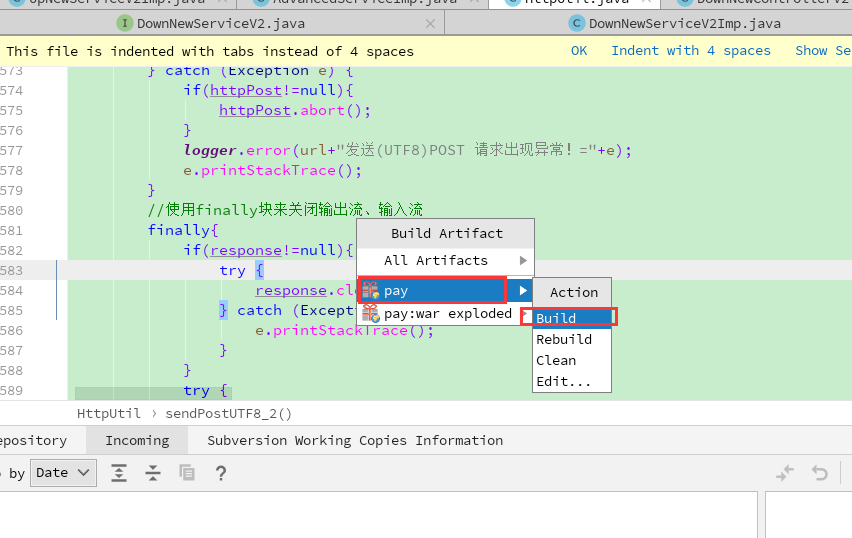 UpNewServiceV2Imp.java AdvancedServiceImp.java HttpUtil.java DownNewControllerV2
DownNewServiceV2.java DownNewServiceV2Imp.java
This file is indented with tabs instead of 4 spaces OK Indent with 4 spaces Show Se
573 } catch (Exception e) {
574 if(httpPost!=null){
575 httpPost.abort();
576 }
577 logger.error(url+"发送(UTF8)POST 请求出现异常！="+e);
578 e.printStackTrace();
579 }
580 //使用finally块来关闭输出流、输入流
581 finally{
582 if(response!=null){
583 try {
584 response.clo
585 } catch (Except
586 e.printStackTrace();
587 }
588 }
589 try {
Build Artifact
All Artifacts
pay
pay:war exploded
Action
Build
Rebuild
Clean
Edit...
HttpUtil › sendPostUTF8_2()
epository Incoming Subversion Working Copies Information
by Date ?